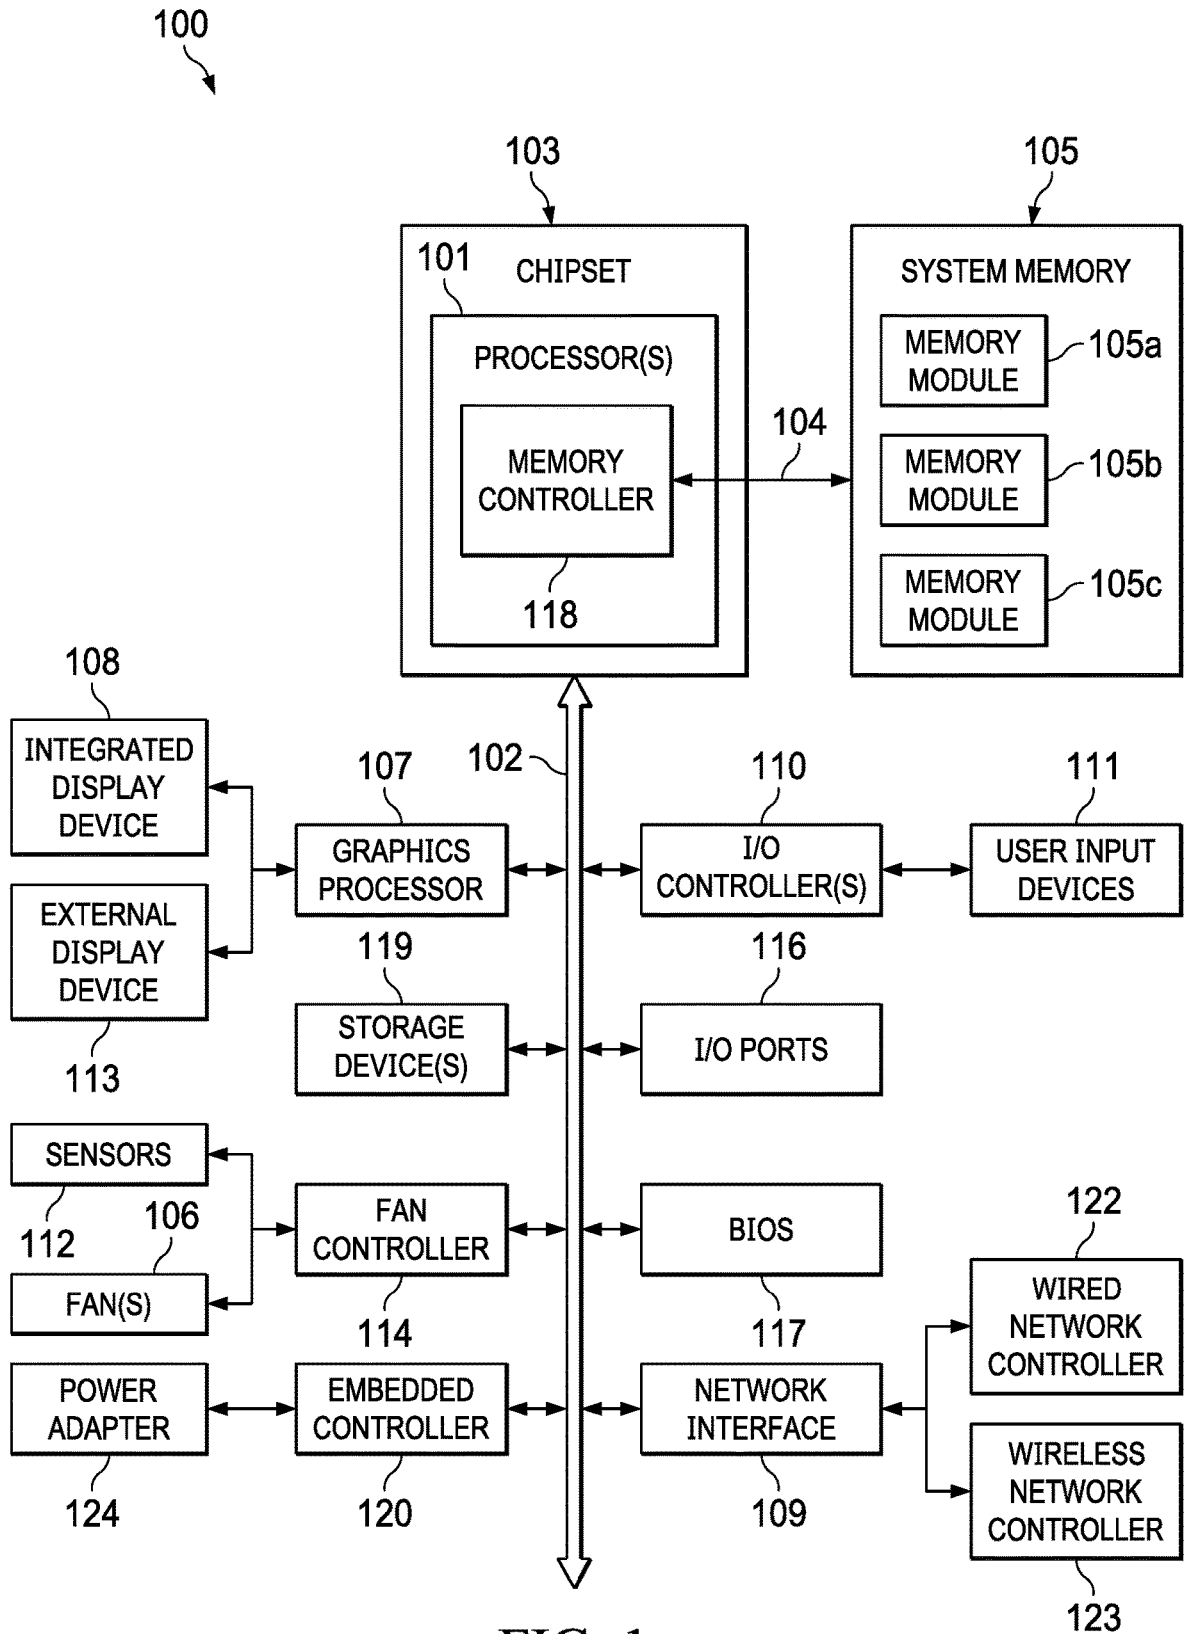 100
103
105
CHIPSET
101
PROCESSOR(S)
MEMORY
CONTROLLER
118
104
SYSTEM MEMORY
MEMORY
MODULE
105a
MEMORY
MODULE
105b
MEMORY
MODULE
105c
108
INTEGRATED
DISPLAY
DEVICE
107
GRAPHICS
PROCESSOR
102
110
I/O
CONTROLLER(S)
111
USER INPUT
DEVICES
EXTERNAL
DISPLAY
DEVICE
113
119
STORAGE
DEVICE(S)
116
I/O PORTS
SENSORS
112
106
FAN(S)
FAN
CONTROLLER
114
BIOS
117
122
WIRED
NETWORK
CONTROLLER
POWER
ADAPTER
124
EMBEDDED
CONTROLLER
120
NETWORK
INTERFACE
109
WIRELESS
NETWORK
CONTROLLER
123
FIG. 1